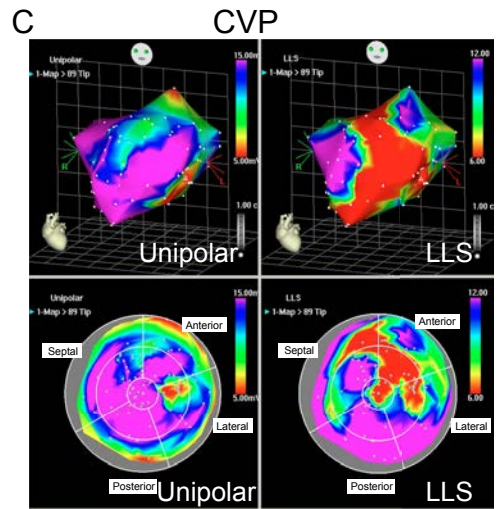 C CVP
Unipolar
1-Map > 89 Tip
15.00mV
5.00mV
R
L
1.00 c
Unipolar
LLS
1-Map > 89 Tip
12.00
6.00
R
L
1.00 c
LLS
Unipolar
1-Map > 89 Tip
15.00mV
5.00mV
Anterior
Septal
Lateral
Posterior
Unipolar
LLS
1-Map > 89 Tip
12.00
6.00
Anterior
Septal
Lateral
Posterior
LLS